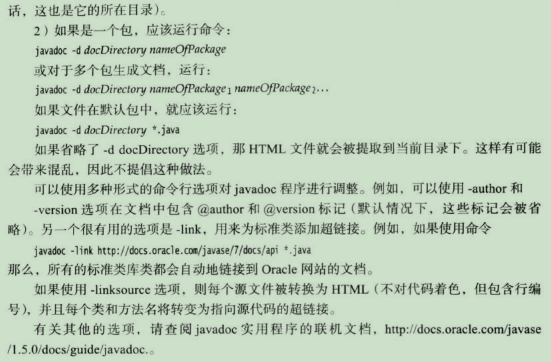 话，这也是它的所在目录）。
2）如果是一个包，应该运行命令：
javadoc -d docDirectory nameOfPackage
或对于多个包生成文档，运行：
javadoc -d docDirectory nameOfPackage1 nameOfPackage2...
如果文件在默认包中，就应该运行：
javadoc -d docDirectory *.java
如果省略了 -d docDirectory 选项，那 HTML 文件就会被提取到当前目录下。这样有可能
会带来混乱，因此不提倡这种做法。
可以使用多种形式的命令行选项对 javadoc 程序进行调整。例如，可以使用 -author 和
-version 选项在文档中包含 @author 和 @version 标记（默认情况下，这些标记会被省
略）。另一个很有用的选项是 -link，用来为标准类添加超链接。例如，如果使用命令
javadoc -link http://docs.oracle.com/javase/7/docs/api *.java
那么，所有的标准类库类都会自动地链接到 Oracle 网站的文档。
如果使用 -linksource 选项，则每个源文件被转换为 HTML（不对代码着色，但包含行编
号），并且每个类和方法名将转变为指向源代码的超链接。
有关其他的选项，请查阅 javadoc 实用程序的联机文档，http://docs.oracle.com/javase
/1.5.0/docs/guide/javadoc.。